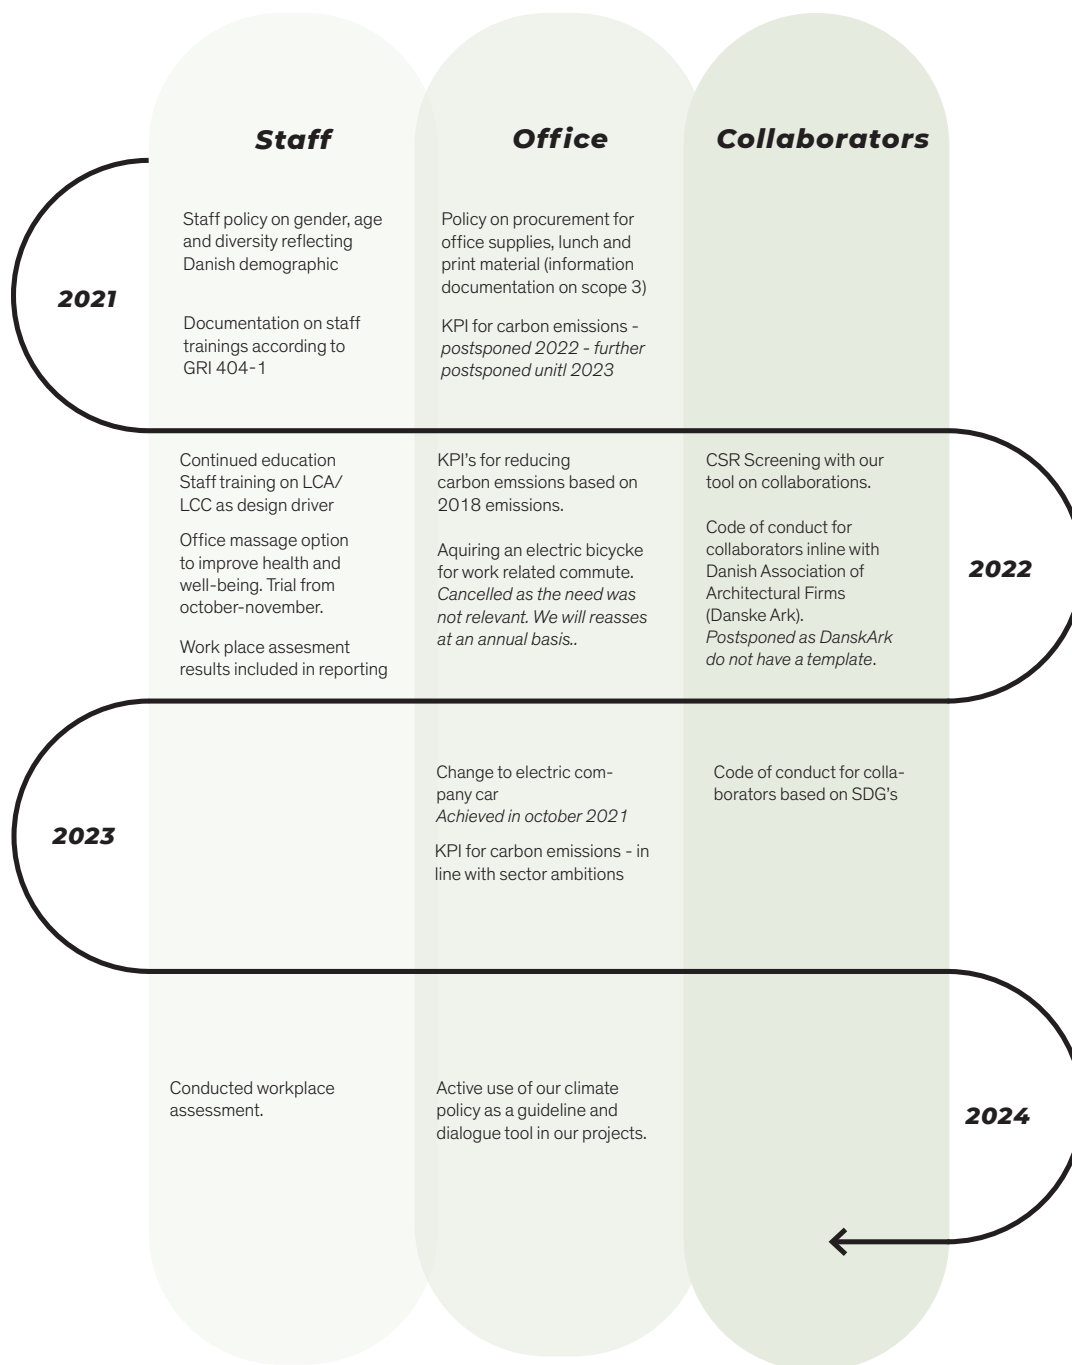 Staff
Office
Collaborators
2021
Staff policy on gender, age
and diversity reflecting
Danish demographic
Documentation on staff
trainings according to
GRI 404-1
Policy on procurement for
office supplies, lunch and
print material (information
documentation on scope 3)
KPI for carbon emissions -
postsponed 2022 - further
postsponed unitl 2023
2022
Continued education
Staff training on LCA/
LCC as design driver
Office massage option
to improve health and
well-being. Trial from
october-november.
Work place assesment
results included in reporting
KPI's for reducing
carbon emssions based on
2018 emissions.
Aquiring an electric bicycke
for work related commute.
Cancelled as the need was
not relevant. We will reasses
at an annual basis..
CSR Screening with our
tool on collaborations.
Code of conduct for
collaborators inline with
Danish Association of
Architectural Firms
(Danske Ark).
Postsponed as DanskArk
do not have a template.
2023
Change to electric com-
pany car
Achieved in october 2021
KPI for carbon emissions - in
line with sector ambitions
Code of conduct for colla-
borators based on SDG's
2024
Conducted workplace
assessment.
Active use of our climate
policy as a guideline and
dialogue tool in our projects.